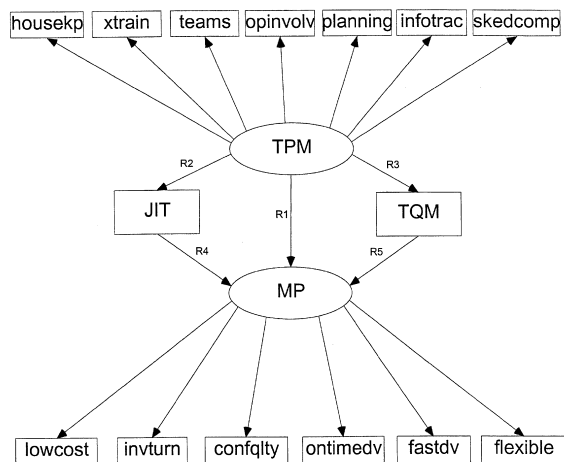 housekp xtrain teams opinvolv planning infotrac skedcomp
TPM
R2 R3
JIT R1 TQM
R4 R5
MP
lowcost invturn confqlty ontimedv fastdv flexible